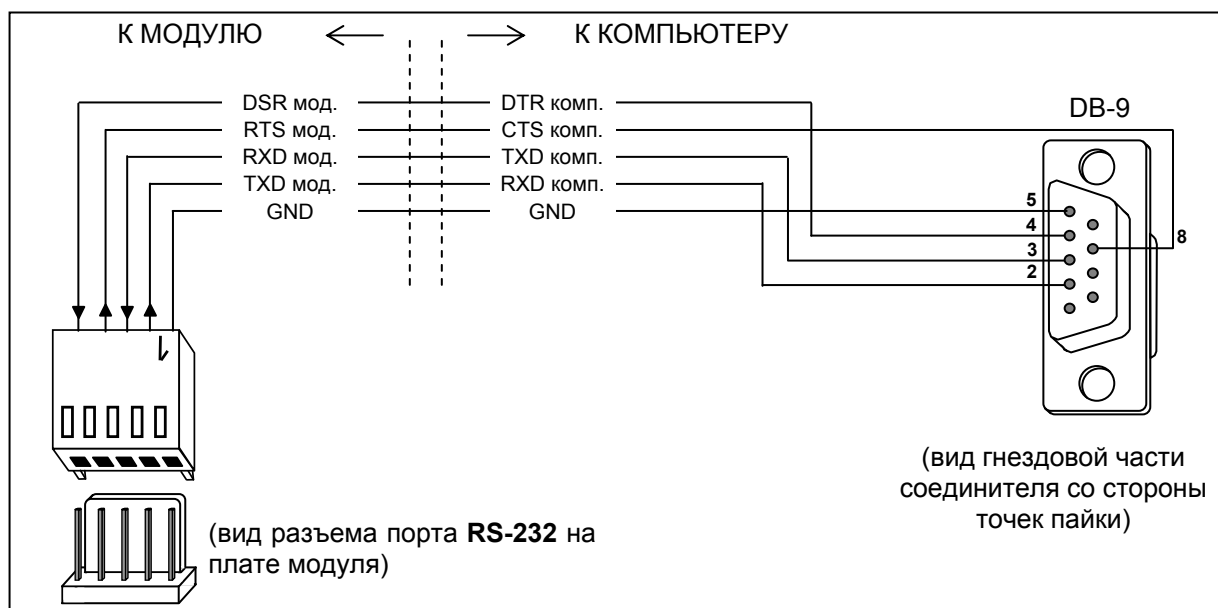 К МОДУЛЮ
К КОМПЬЮТЕРУ
DSR мод.
DTR комп.
RTS мод.
CTS комп.
RXD мод.
TXD комп.
TXD мод.
RXD комп.
GND
GND
DB-9
5
4
3
2
8
1
(вид гнездовой части
соединителя со стороны
точек пайки)
(вид разъема порта RS-232 на
плате модуля)